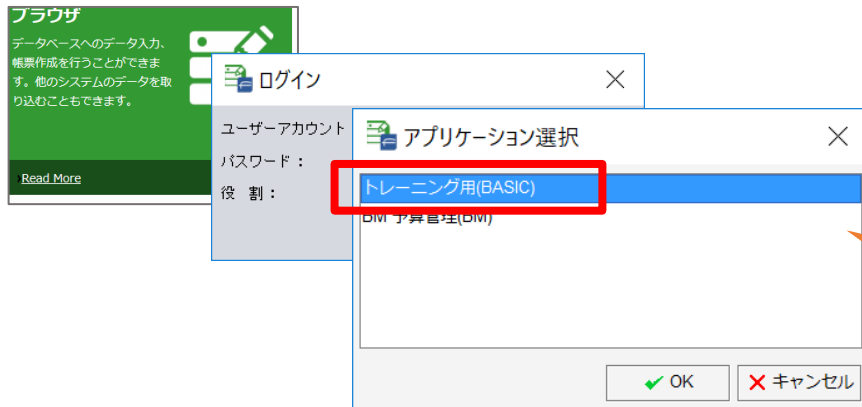 ブラウザ
データベースへのデータ入力、
帳票作成を行うことができま
す。他のシステムのデータを取
り込むこともできます。
Read More
ログイン
ユーザーアカウント
パスワード：
役 割：
アプリケーション選択
トレーニング用(BASIC)
BM 予算管理(BM)
OK
キャンセル